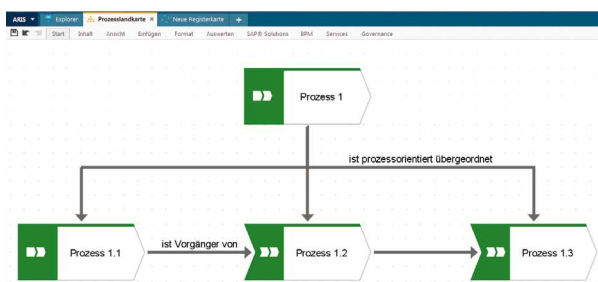 ARIS Explorer Prozesslandkarte × Neue Registerkarte +
Start Inhalt Ansicht Einfügen Format Auswerten SAP® Solutions BPM Services Governance
Prozess 1
ist prozessorientiert übergeordnet
Prozess 1.1 ist Vorgänger von Prozess 1.2 Prozess 1.3